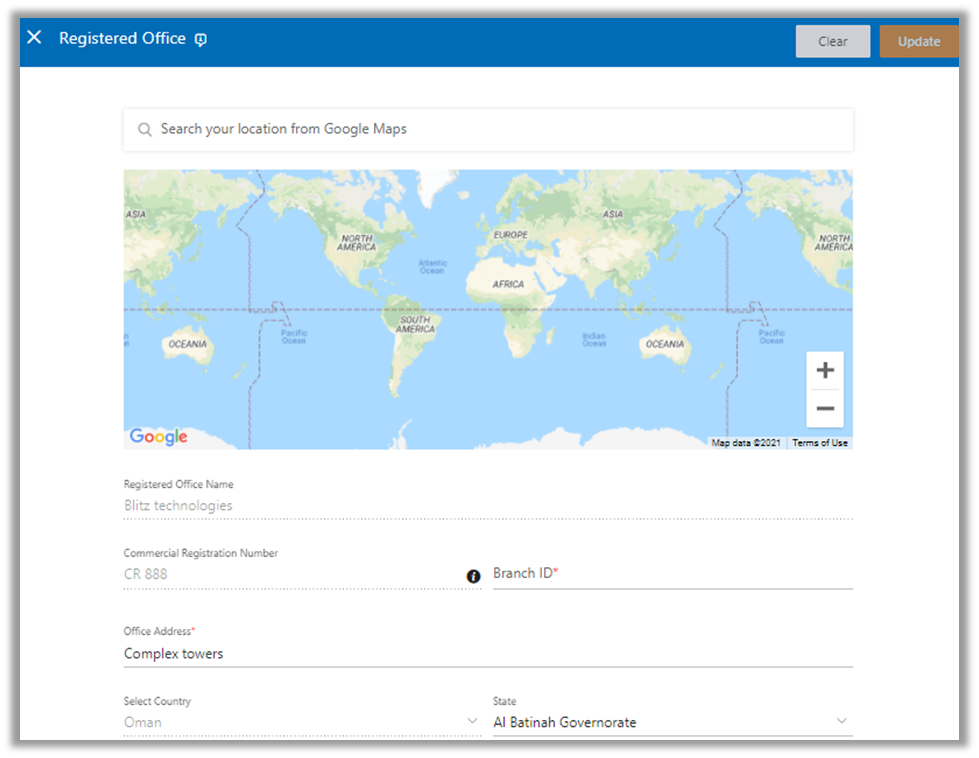 Registered Office
Clear
Update
Search your location from Google Maps
ASIA
NORTH
AMERICA
Atlantic
Ocean
EUROPE
ASIA
NORTH
AMERICA
AFRICA
SOUTH
AMERICA
OCEANIA
Pacific
Ocean
Indian
Ocean
OCEANIA
Pacific
Ocean
n
Google
Map data ©2021
Terms of Use
Registered Office Name
Blitz technologies
Commercial Registration Number
CR 888
Branch ID*
Office Address*
Complex towers
Select Country
Oman
State
Al Batinah Governorate